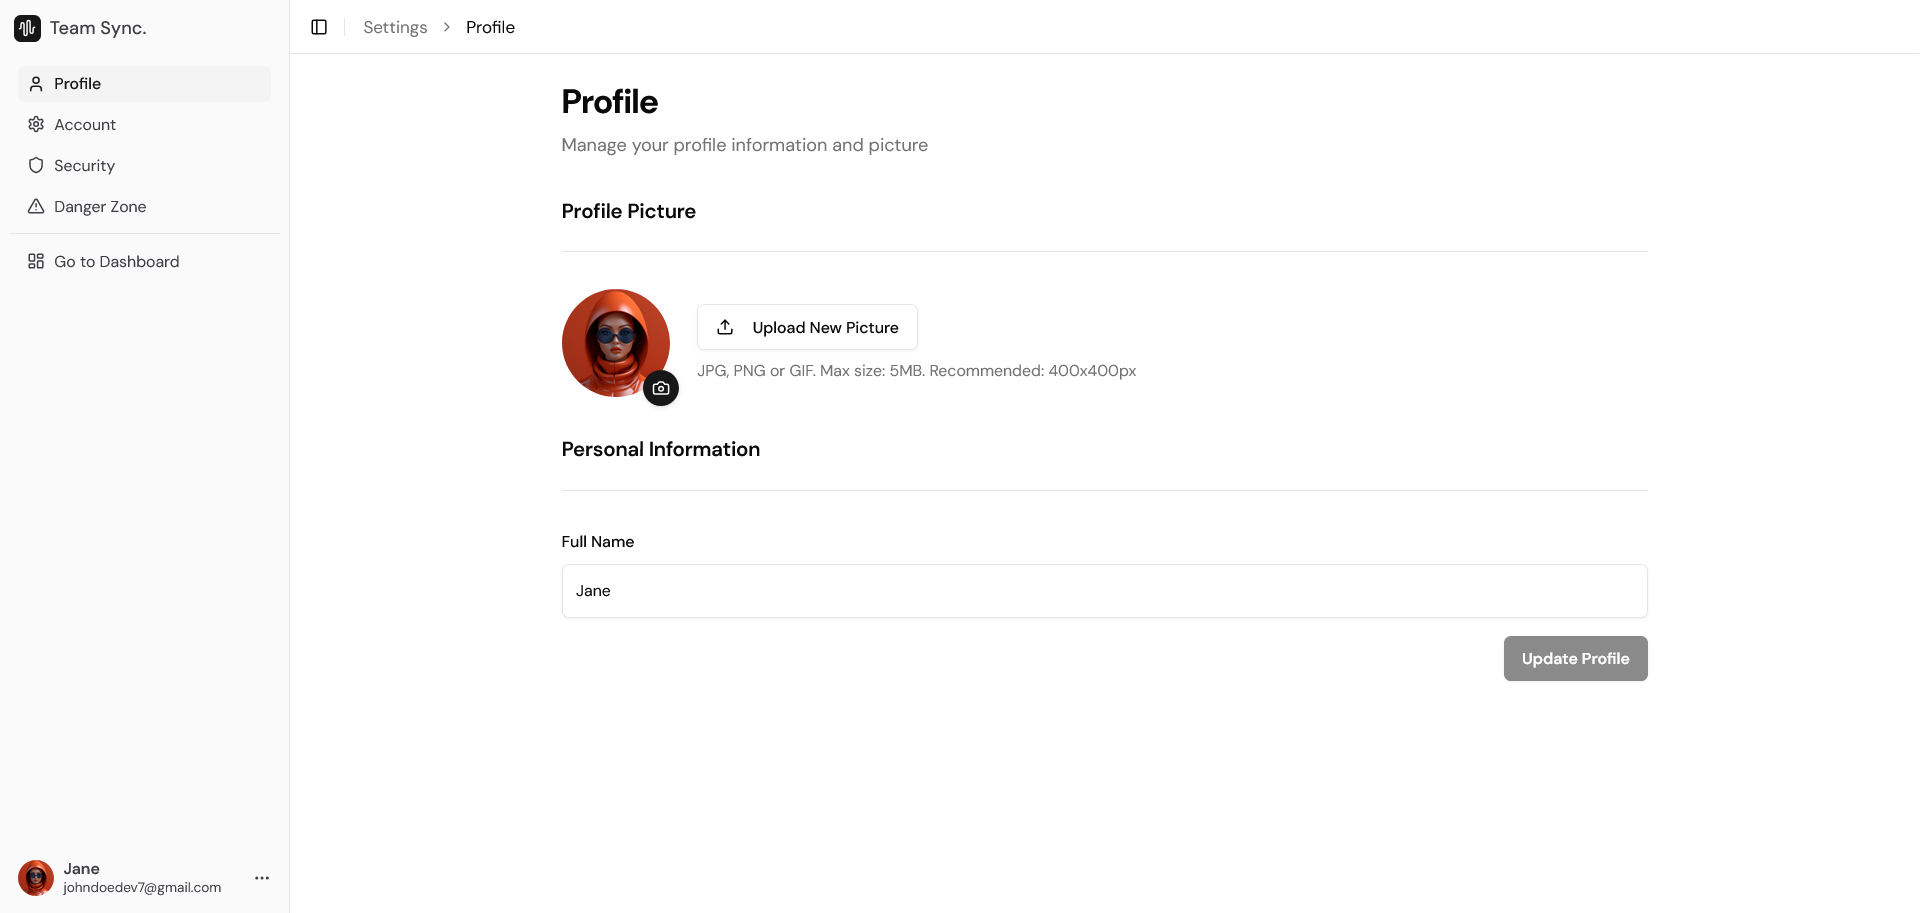 Team Sync.
Profile
Account
Security
Danger Zone
Go to Dashboard
Jane
johndoedev7@gmail.com
Settings > Profile
Profile
Manage your profile information and picture
Profile Picture
Upload New Picture
JPG, PNG or GIF. Max size: 5MB. Recommended: 400x400px
Personal Information
Full Name
Jane
Update Profile